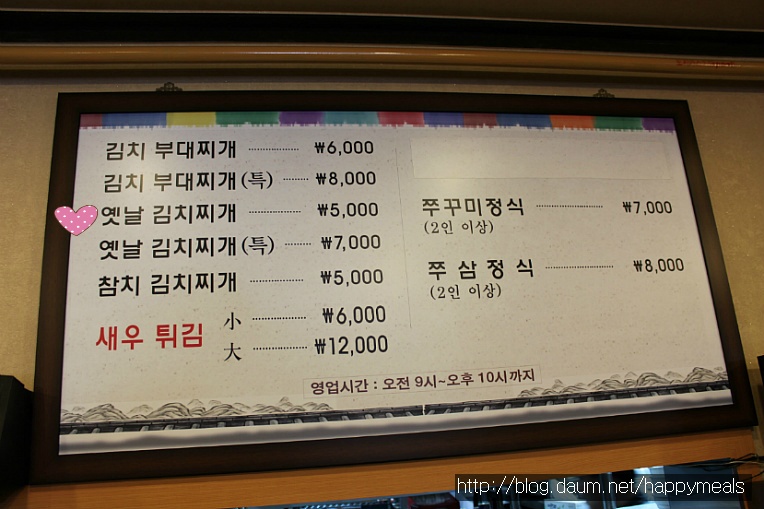 김치 부대찌개 ················ ₩6,000
김치 부대찌개(특) ······· ₩8,000
옛날 김치찌개 ················ ₩5,000
옛날 김치찌개(특) ······· ₩7,000
참치 김치찌개 ················ ₩5,000
새우 튀김
小 ················ ₩6,000
大 ················ ₩12,000
쭈꾸미정식 ················ ₩7,000
(2인 이상)
쭈 삼 정 식 ················ ₩8,000
(2인 이상)
영업시간 : 오전 9시~오후 10시까지
http://blog.daum.net/happymeals